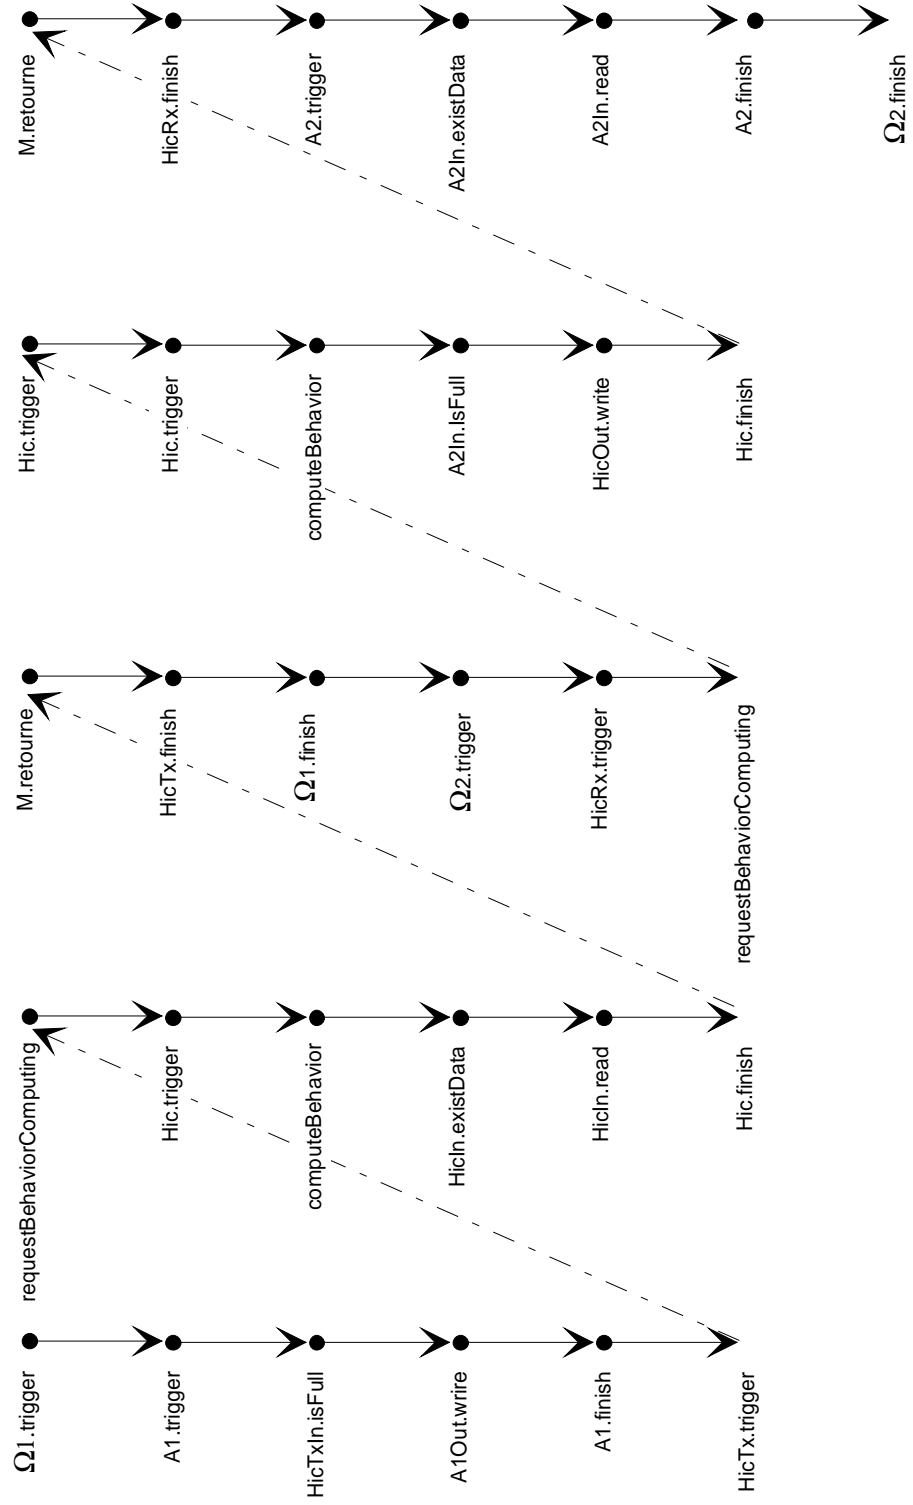 Ω1.trigger
A1.trigger
HicTxIn.isFull
A1Out.wrire
A1.finish
HicTx.trigger
requestBehaviorComputing
Hic.trigger
computeBehavior
HicIn.existData
HicIn.read
Hic.finish
M.retourne
HicTx.finish
Ω1.finish
Ω2.trigger
HicRx.trigger
requestBehaviorComputing
Hic.trigger
Hic.trigger
computeBehavior
A2In.IsFull
HicOut.write
Hic.finish
M.retourne
HicRx.finish
A2.trigger
A2In.existData
A2In.read
A2.finish
Ω2.finish